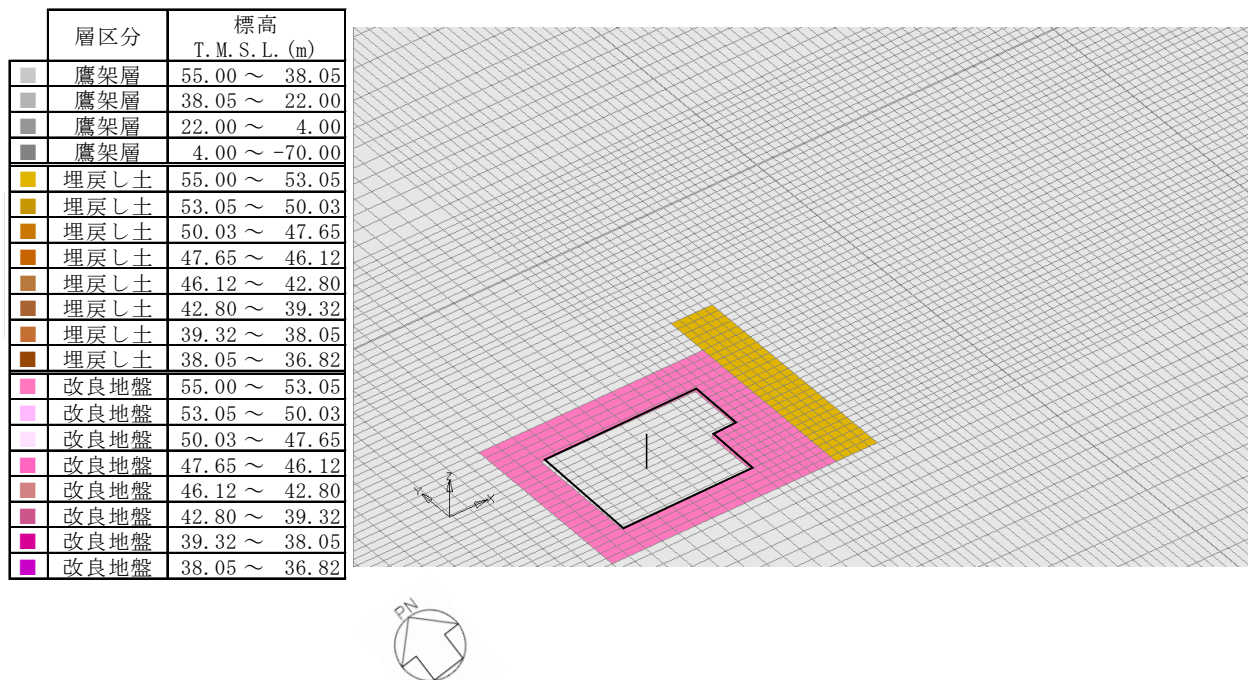 層区分 標高
T.M.S.L.(m)
鷹架層 55.00 ～ 38.05
鷹架層 38.05 ～ 22.00
鷹架層 22.00 ～ 4.00
鷹架層 4.00 ～ -70.00
埋戻し土 55.00 ～ 53.05
埋戻し土 53.05 ～ 50.03
埋戻し土 50.03 ～ 47.65
埋戻し土 47.65 ～ 46.12
埋戻し土 46.12 ～ 42.80
埋戻し土 42.80 ～ 39.32
埋戻し土 39.32 ～ 38.05
埋戻し土 38.05 ～ 36.82
改良地盤 55.00 ～ 53.05
改良地盤 53.05 ～ 50.03
改良地盤 50.03 ～ 47.65
改良地盤 47.65 ～ 46.12
改良地盤 46.12 ～ 42.80
改良地盤 42.80 ～ 39.32
改良地盤 39.32 ～ 38.05
改良地盤 38.05 ～ 36.82
Y Z X
PN